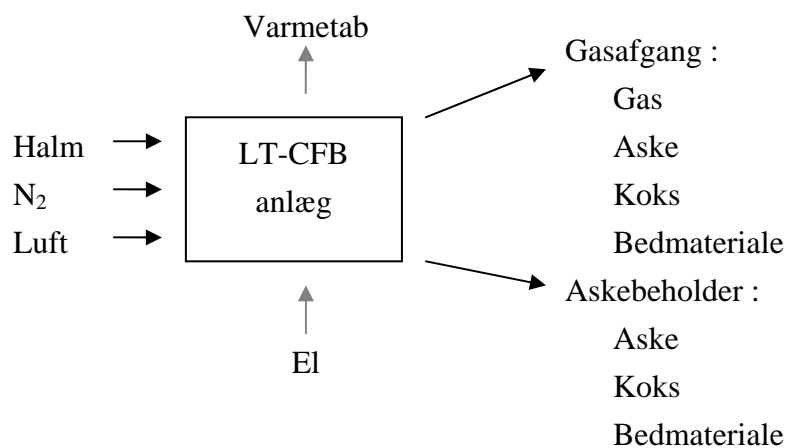 Varmetab
Halm
N₂
Luft
LT-CFB
anlæg
El
Gasafgang :
Gas
Aske
Koks
Bedmateriale
Askebeholder :
Aske
Koks
Bedmateriale